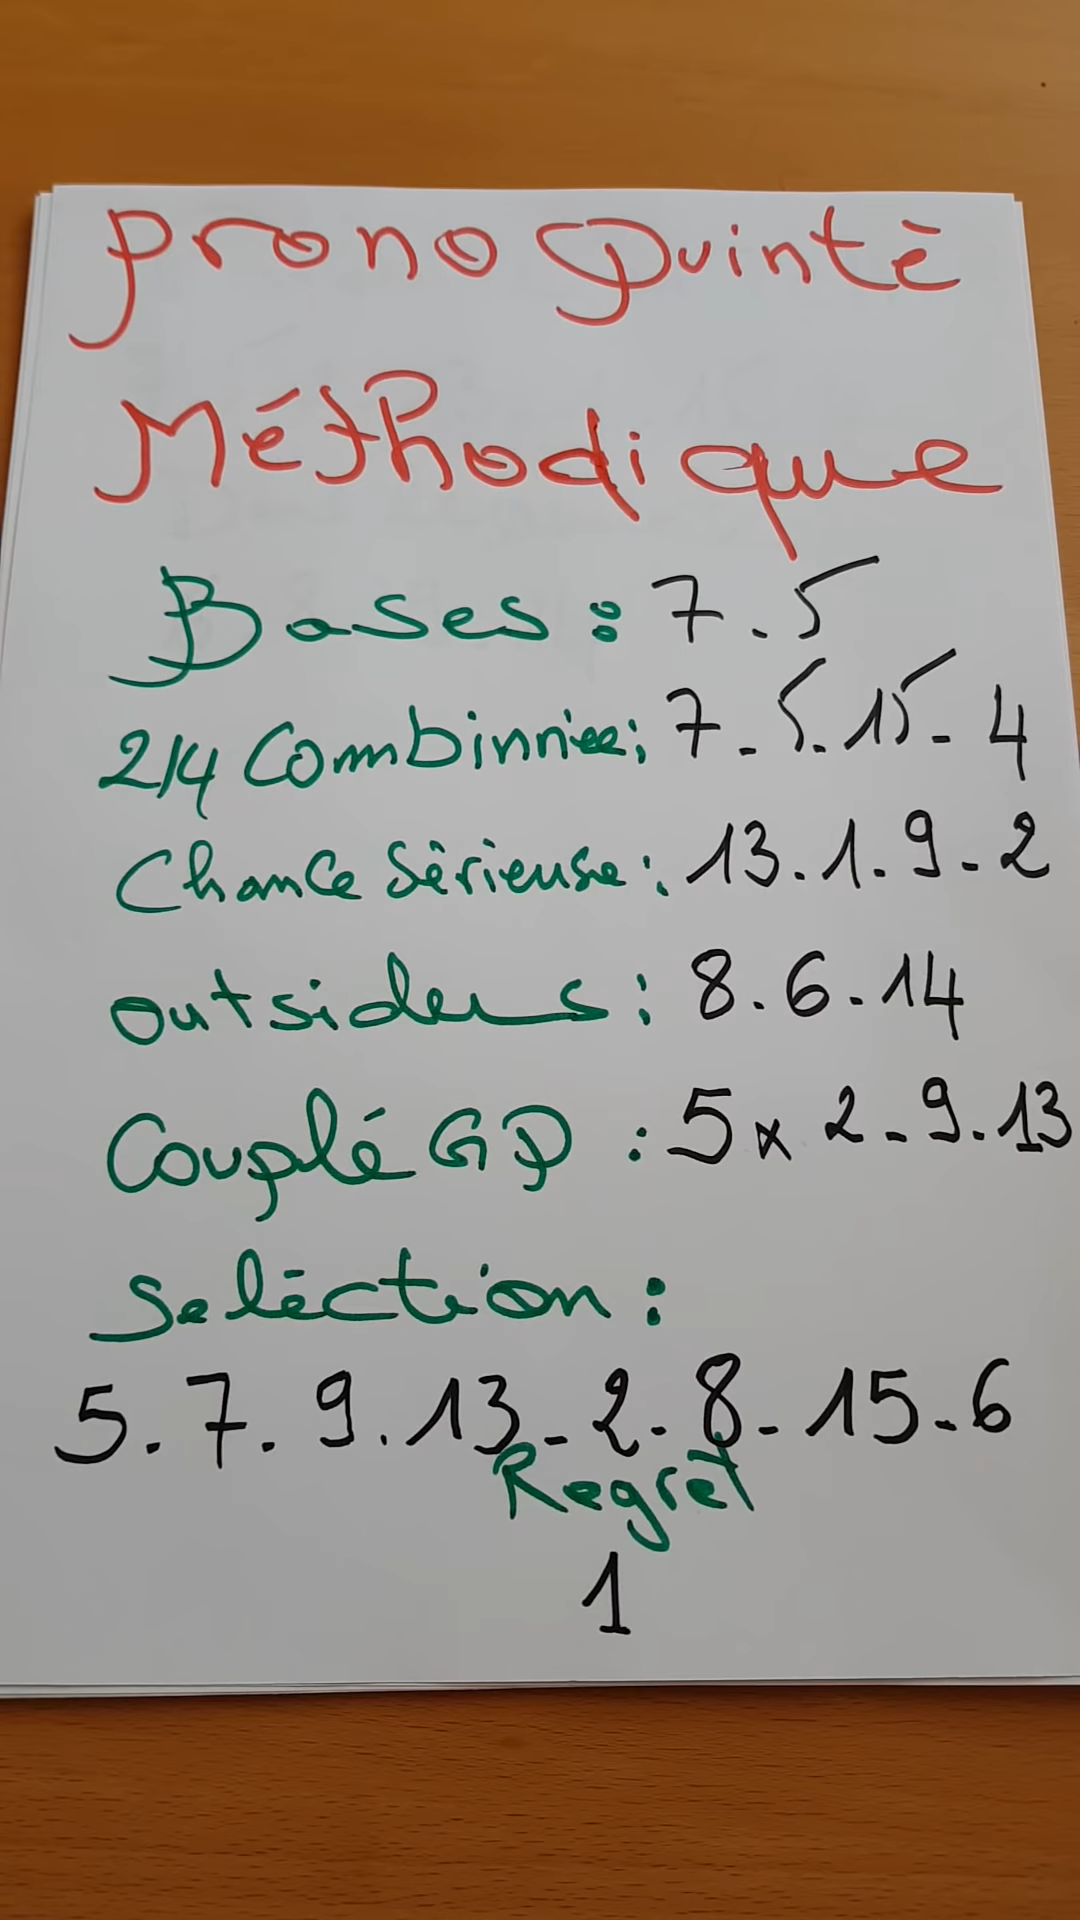 Prono Quinté
Méthodique
Bases : 7 - 5
2/4 Combinniée : 7 - 5 - 15 - 4
Chance Sérieuse : 13 - 1 - 9 - 2
outsiders : 8 - 6 - 14
Couplé GP : 5 x 2 - 9 - 13
Seléction :
5 . 7 . 9 . 13 - 2 - 8 - 15 - 6
Regret
1